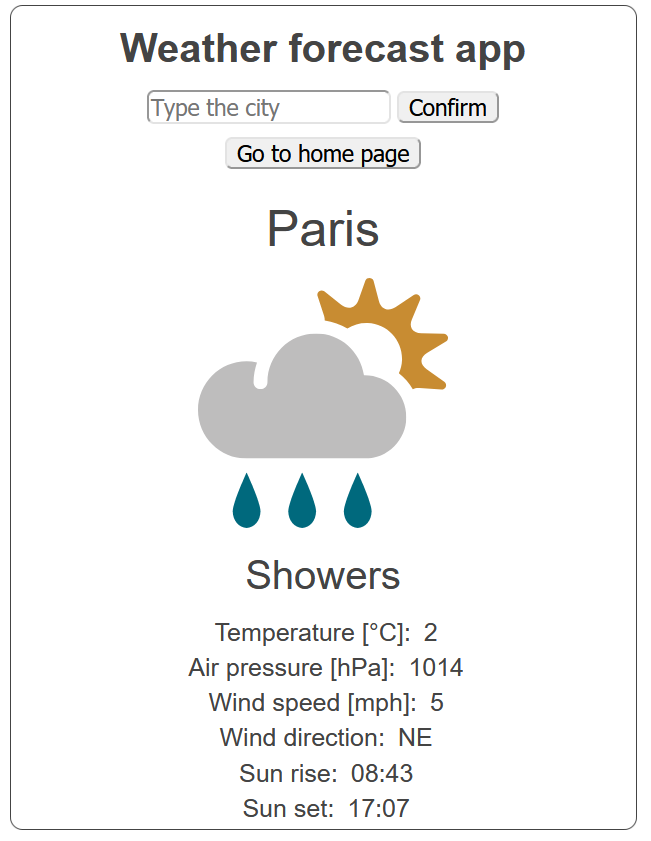 Weather forecast app
Type the city Confirm
Go to home page
Paris
Showers
Temperature [°C]: 2
Air pressure [hPa]: 1014
Wind speed [mph]: 5
Wind direction: NE
Sun rise: 08:43
Sun set: 17:07